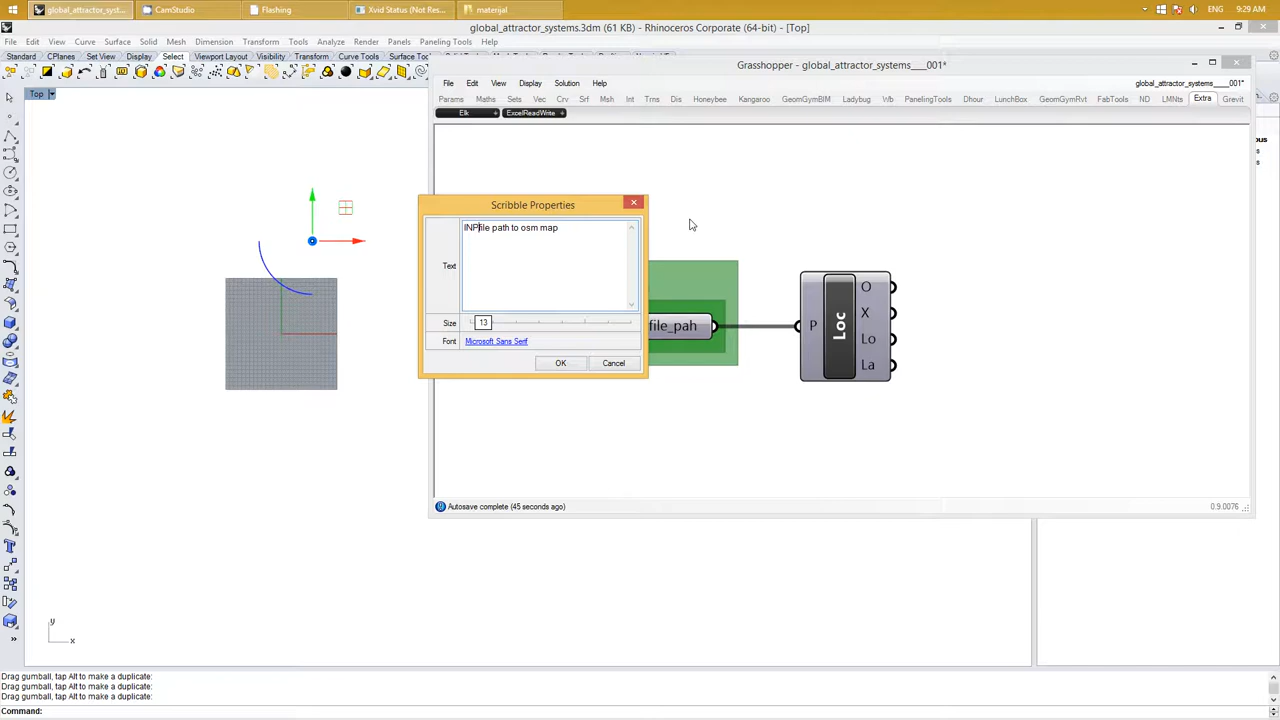 global_attractor_syst...
CamStudio
Flashing
Xvid Status (Not Res...
materijal
ENG
9:29 AM
global_attractor_systems.3dm (61 KB) - Rhinoceros Corporate (64-bit) - [Top]
File Edit View Curve Surface Solid Mesh Dimension Transform Tools Analyze Render Panels Paneling Tools Help
Standard CPlanes Set View Display Select Viewport Layout Visibility Transform Curve Tools Surface Too
Top
Grasshopper - global_attractor_systems___001*
File Edit View Display Solution Help
global_attractor_systems___001*
Params Maths Sets Vec Crv Srf Msh Int Trns Dis Honeybee Kangaroo GeomGymBIM Ladybug Wb PanelingTools Dhour LunchBox GeomGymRvt FabTools ND LMNts Extra Grevit
Elk
ExcelReadWrite
Scribble Properties
Text
INPfile path to osm map
Size
13
Font
Microsoft Sans Serif
OK
Cancel
file_pah
P
Loc
O
X
Lo
La
Autosave complete (45 seconds ago)
0.9.0076
y
x
Drag gumball, tap Alt to make a duplicate:
Drag gumball, tap Alt to make a duplicate:
Drag gumball, tap Alt to make a duplicate:
Command: